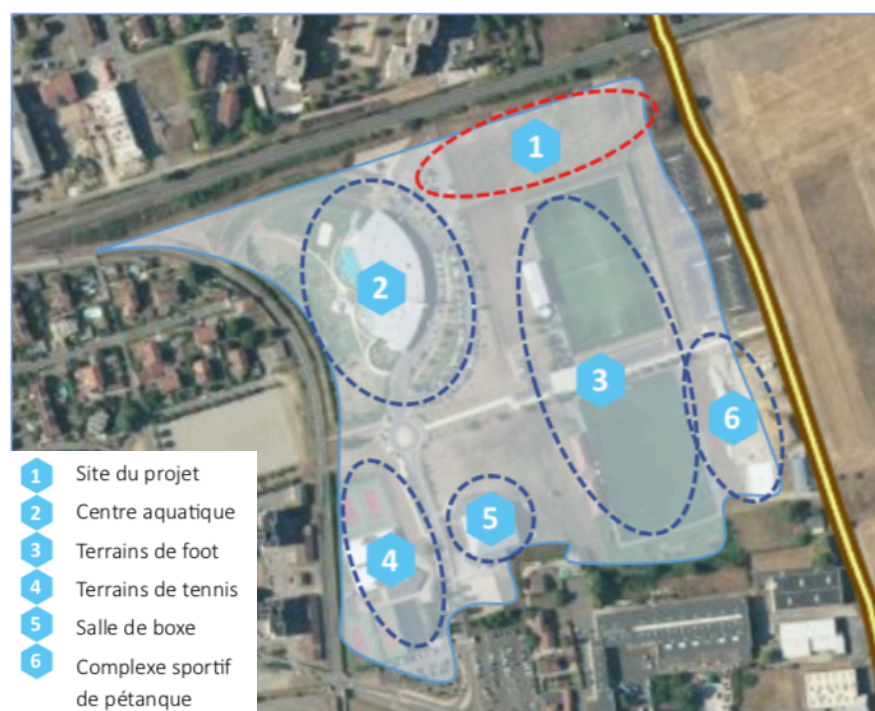 1
2
3
6
5
4
1 Site du projet
2 Centre aquatique
3 Terrains de foot
4 Terrains de tennis
5 Salle de boxe
6 Complexe sportif
de pétanque